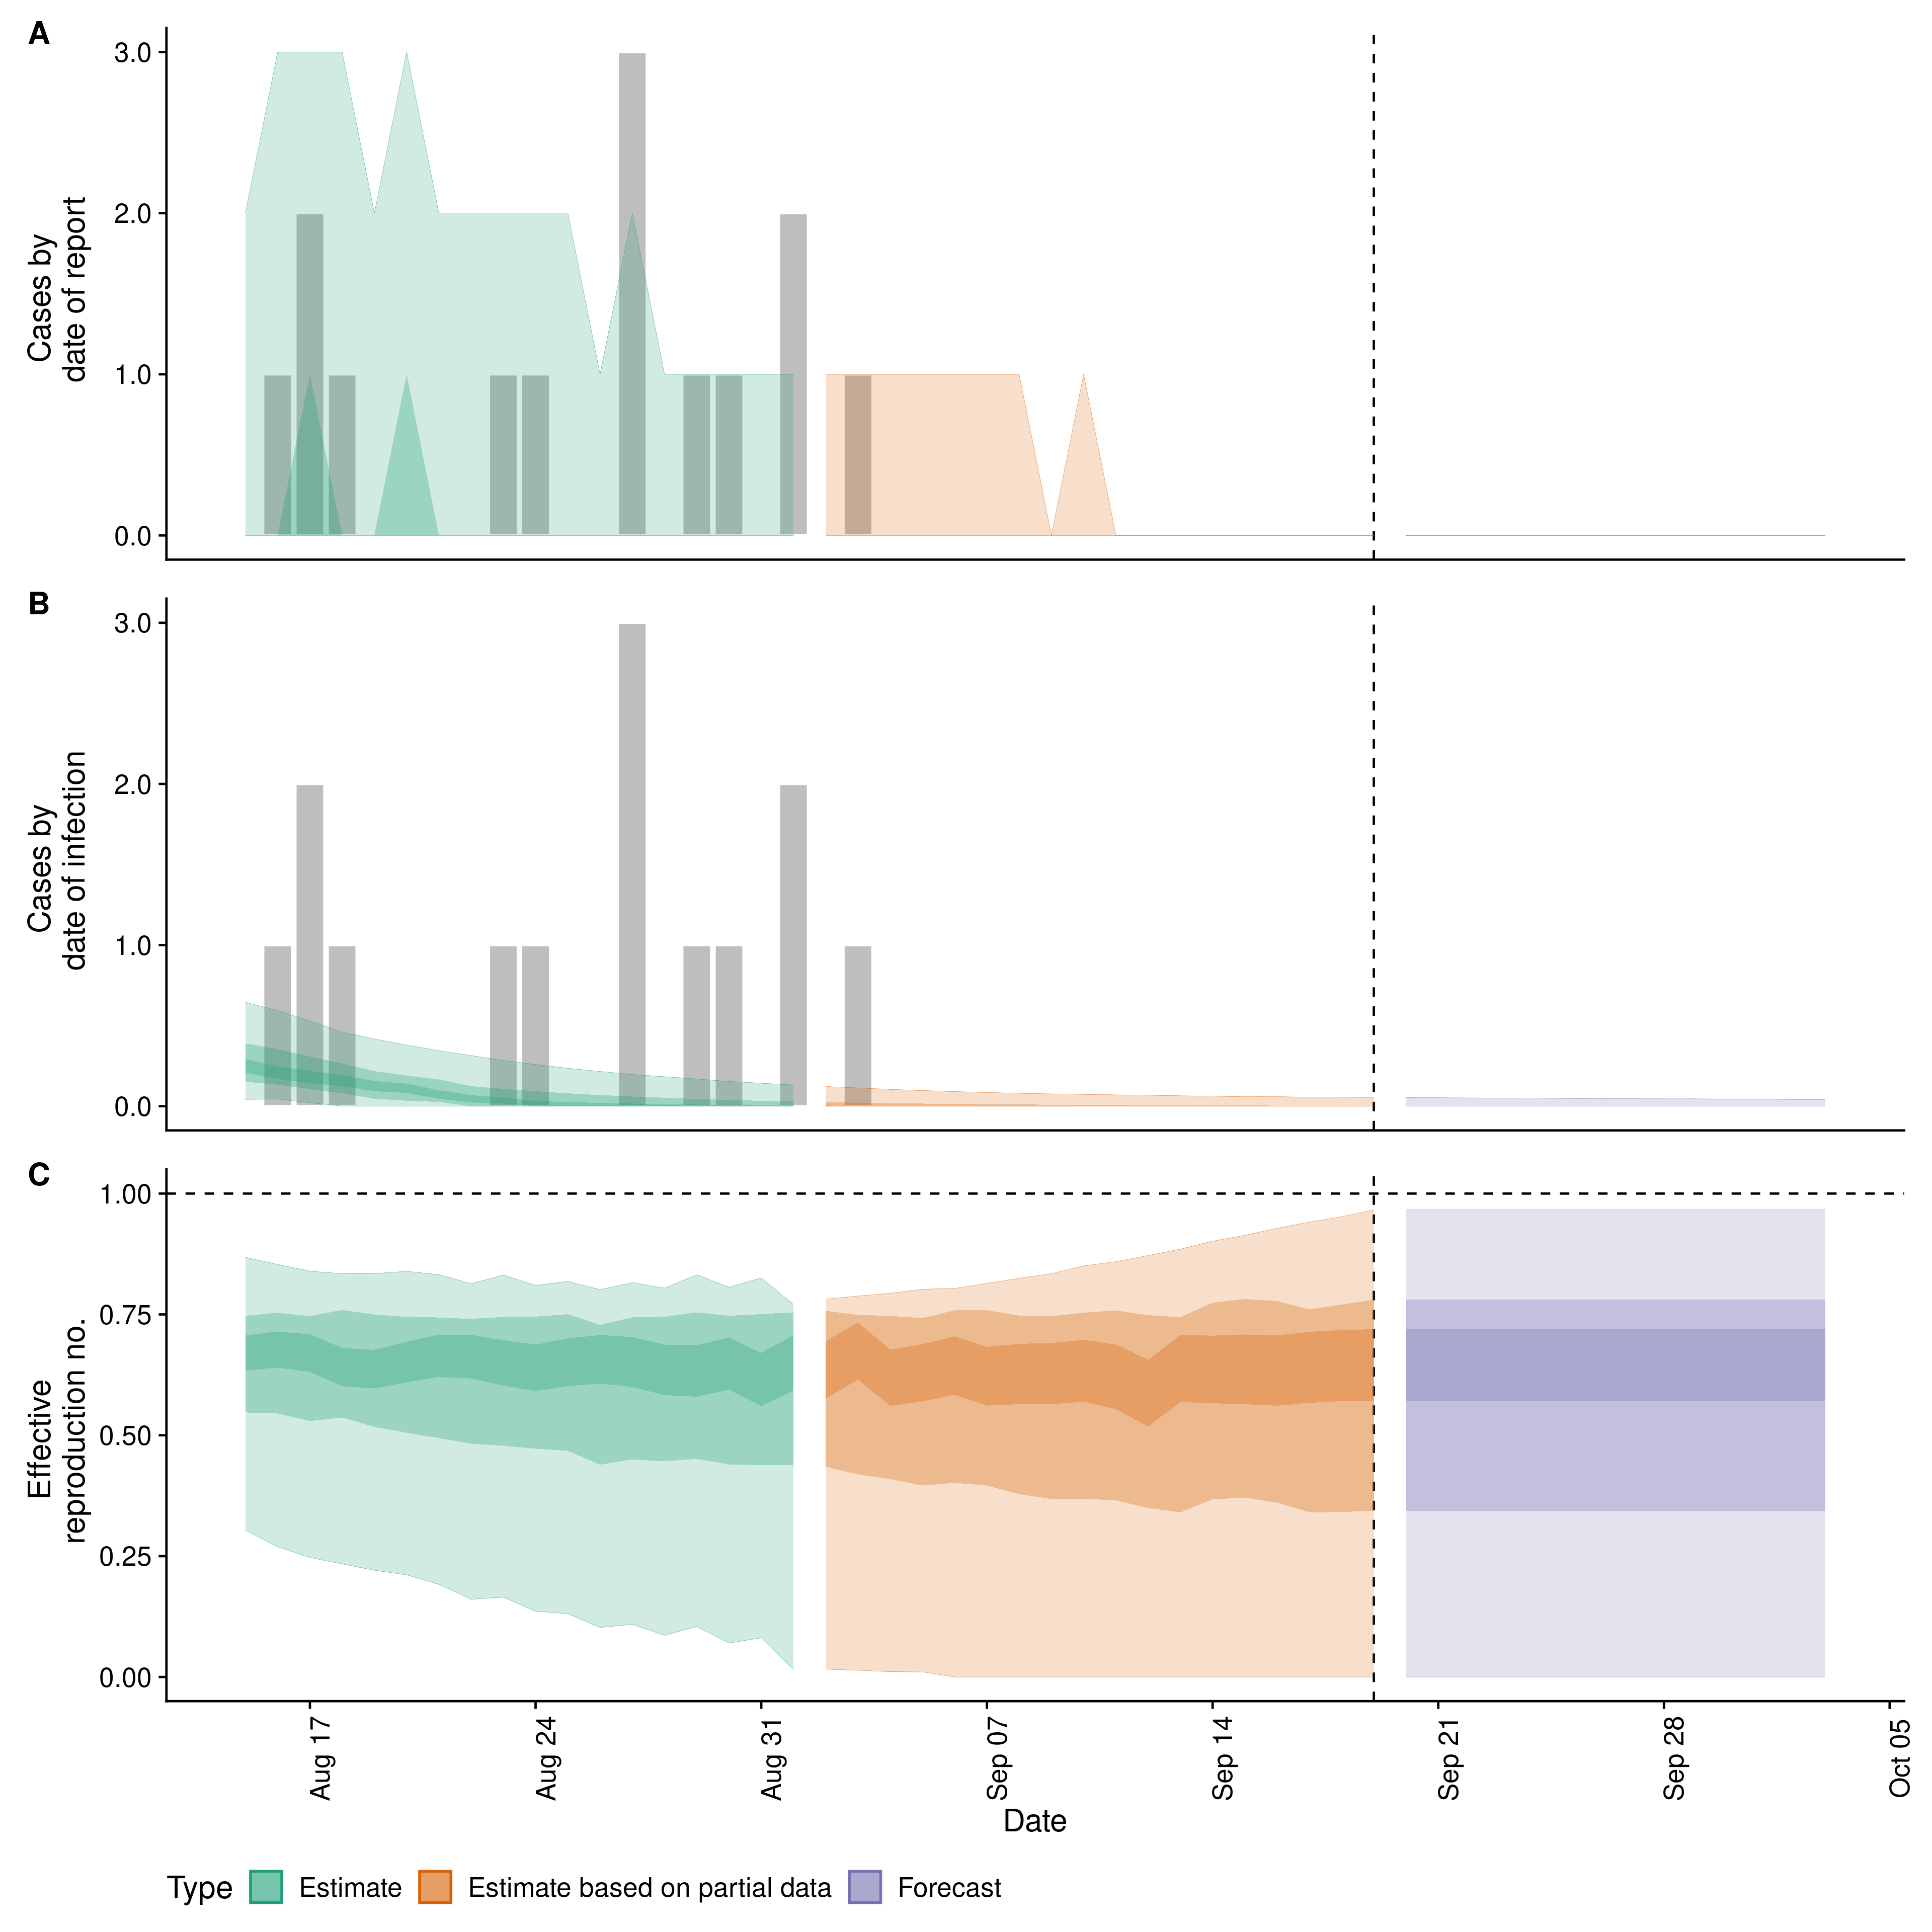 A
Cases by
date of report
3.0
2.0
1.0
0.0
B
Cases by
date of infection
3.0
2.0
1.0
0.0
C
Effective
reproduction no.
1.00
0.75
0.50
0.25
0.00
Aug 17
Aug 24
Aug 31
Sep 07
Sep 14
Sep 21
Sep 28
Oct 05
Date
Type Estimate Estimate based on partial data Forecast